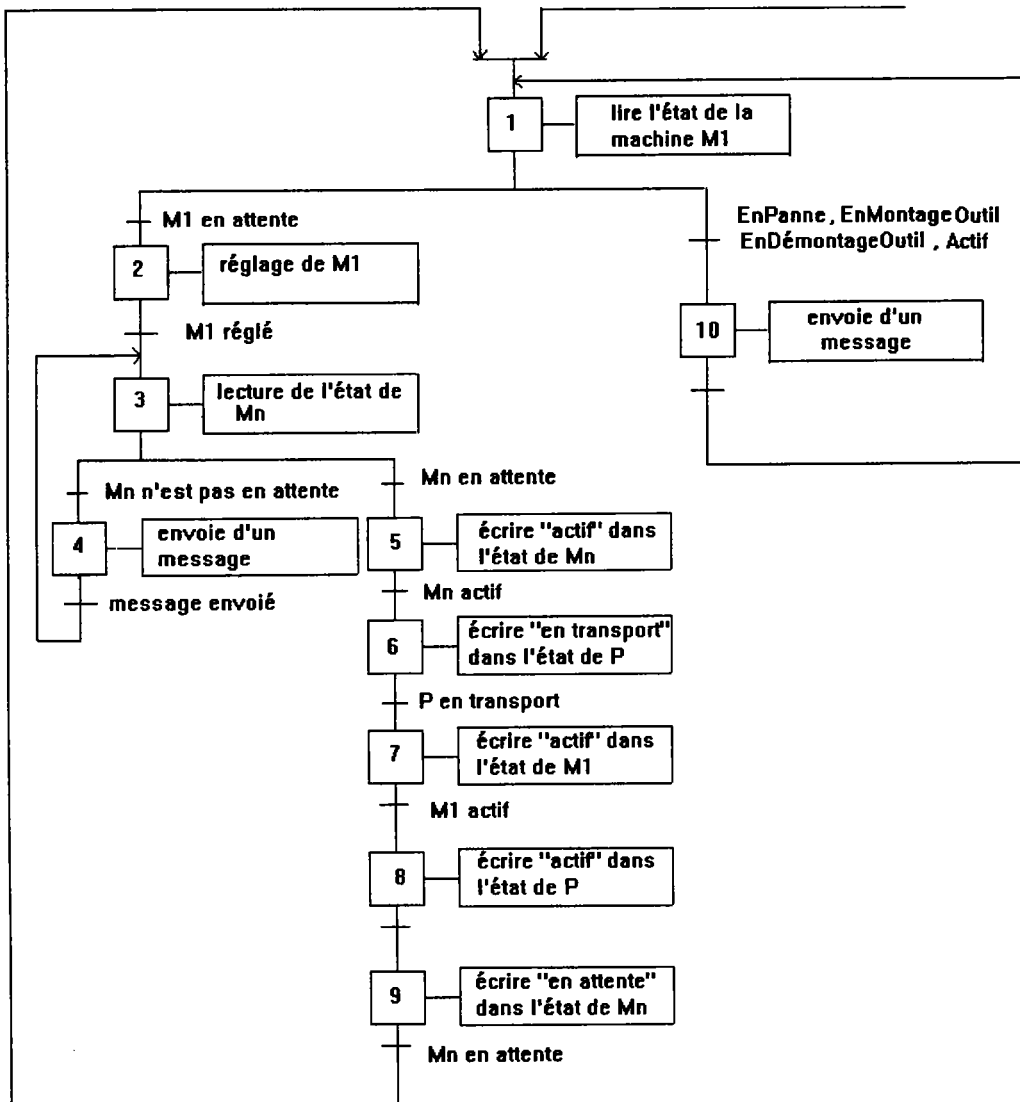 1
lire l'état de la
machine M1
M1 en attente
EnPanne, EnMontageOutil
EnDémontageOutil, Actif
2
réglage de M1
10
envoie d'un
message
M1 réglé
3
lecture de l'état de
Mn
Mn n'est pas en attente
Mn en attente
4
envoie d'un
message
5
écrire "actif" dans
l'état de Mn
message envoié
Mn actif
6
écrire "en transport"
dans l'état de P
P en transport
7
écrire "actif" dans
l'état de M1
M1 actif
8
écrire "actif" dans
l'état de P
9
écrire "en attente"
dans l'état de Mn
Mn en attente